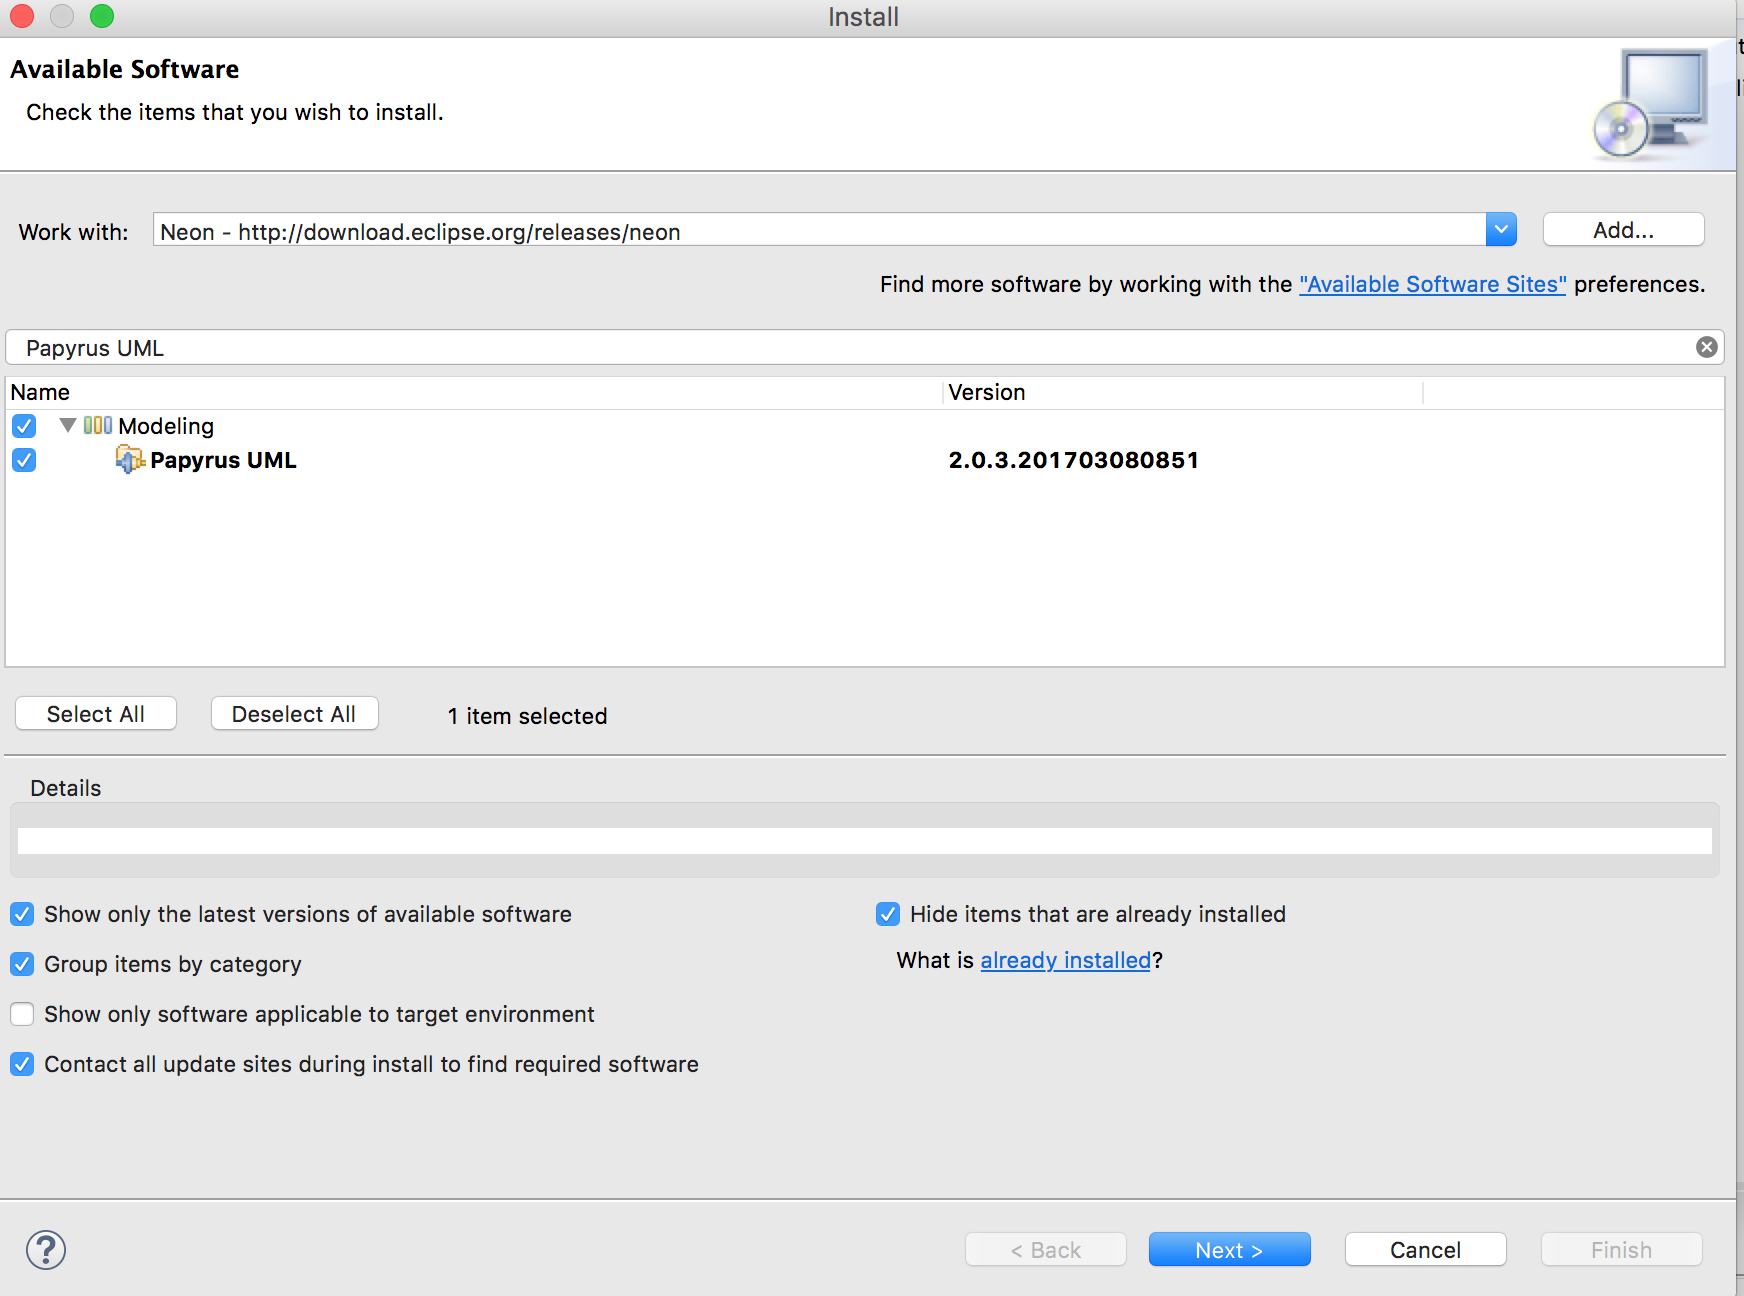 Install
Available Software
Check the items that you wish to install.
Work with:
Neon - http://download.eclipse.org/releases/neon
Add...
Find more software by working with the "Available Software Sites" preferences.
Papyrus UML
Name
Version
Modeling
Papyrus UML
2.0.3.201703080851
Select All
Deselect All
1 item selected
Details
Show only the latest versions of available software
Hide items that are already installed
Group items by category
What is already installed?
Show only software applicable to target environment
Contact all update sites during install to find required software
?
< Back
Next >
Cancel
Finish